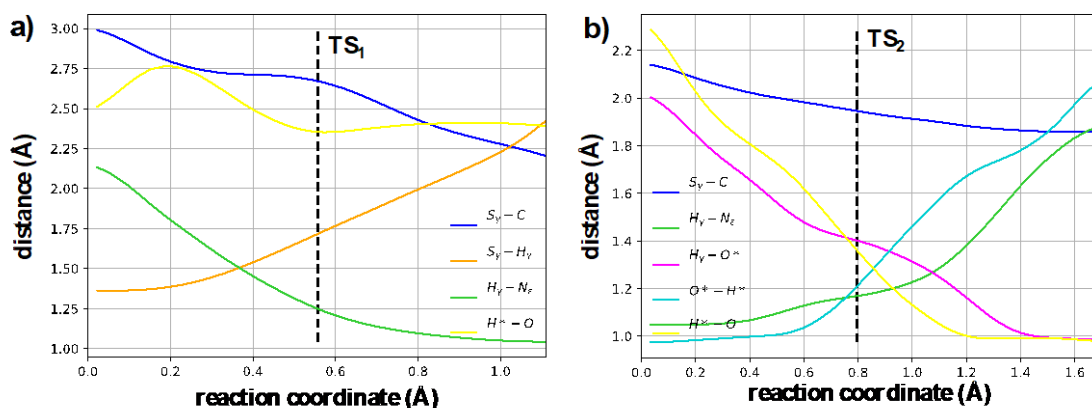 a)
TS₁
distance (Å)
3.00
2.75
2.50
2.25
2.00
1.75
1.50
1.25
1.00
Sγ − C
Sγ − Hγ
Hγ − Nε
H* − O
0.0 0.2 0.4 0.6 0.8 1.0
reaction coordinate (Å)
b)
TS₂
distance (Å)
2.2
2.0
1.8
1.6
1.4
1.2
1.0
Sγ − C
Hγ − Nε
Hγ − O*
O* − H*
H* − O
0.0 0.2 0.4 0.6 0.8 1.0 1.2 1.4 1.6
reaction coordinate (Å)